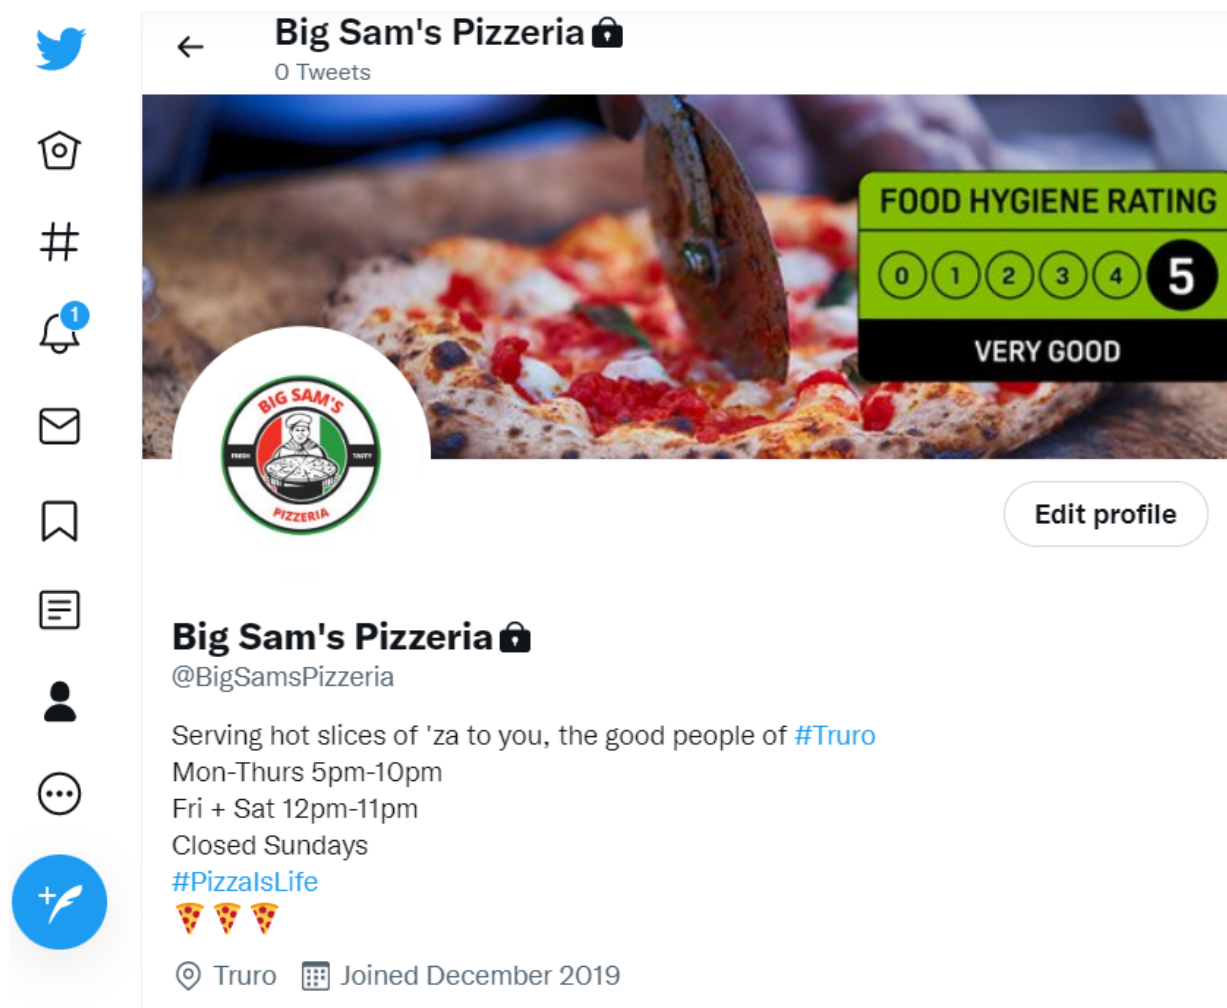 Big Sam's Pizzeria
0 Tweets
FOOD HYGIENE RATING
0 1 2 3 4 5
VERY GOOD
1
BIG SAM'S
FRESH
TASTY
PIZZERIA
Edit profile
Big Sam's Pizzeria
@BigSamsPizzeria
Serving hot slices of 'za to you, the good people of #Truro
Mon-Thurs 5pm-10pm
Fri + Sat 12pm-11pm
Closed Sundays
#PizzaIsLife
🍕🍕🍕
Truro Joined December 2019